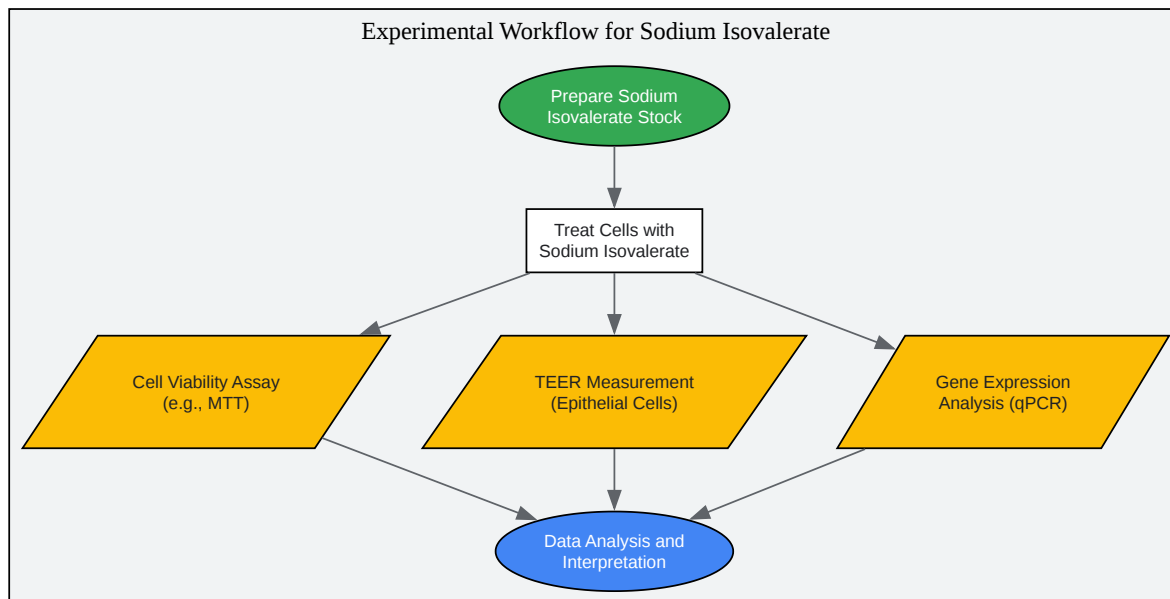 Experimental Workflow for Sodium Isovalerate
Prepare Sodium
Isovalerate Stock
Treat Cells with
Sodium Isovalerate
Cell Viability Assay
(e.g., MTT)
TEER Measurement
(Epithelial Cells)
Gene Expression
Analysis (qPCR)
Data Analysis and
Interpretation